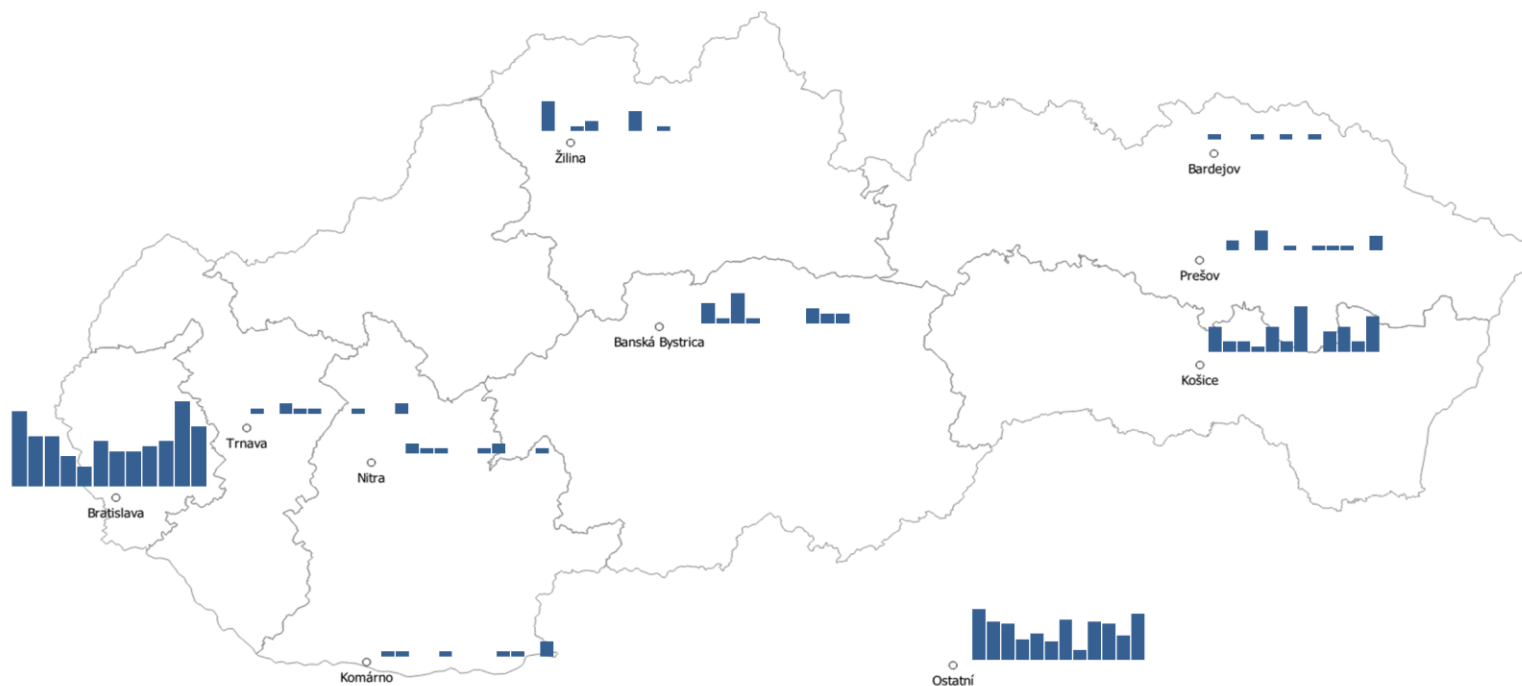 Žilina
Bardejov
Prešov
Banská Bystrica
Košice
Trnava
Nitra
Bratislava
Komárno
Ostatní